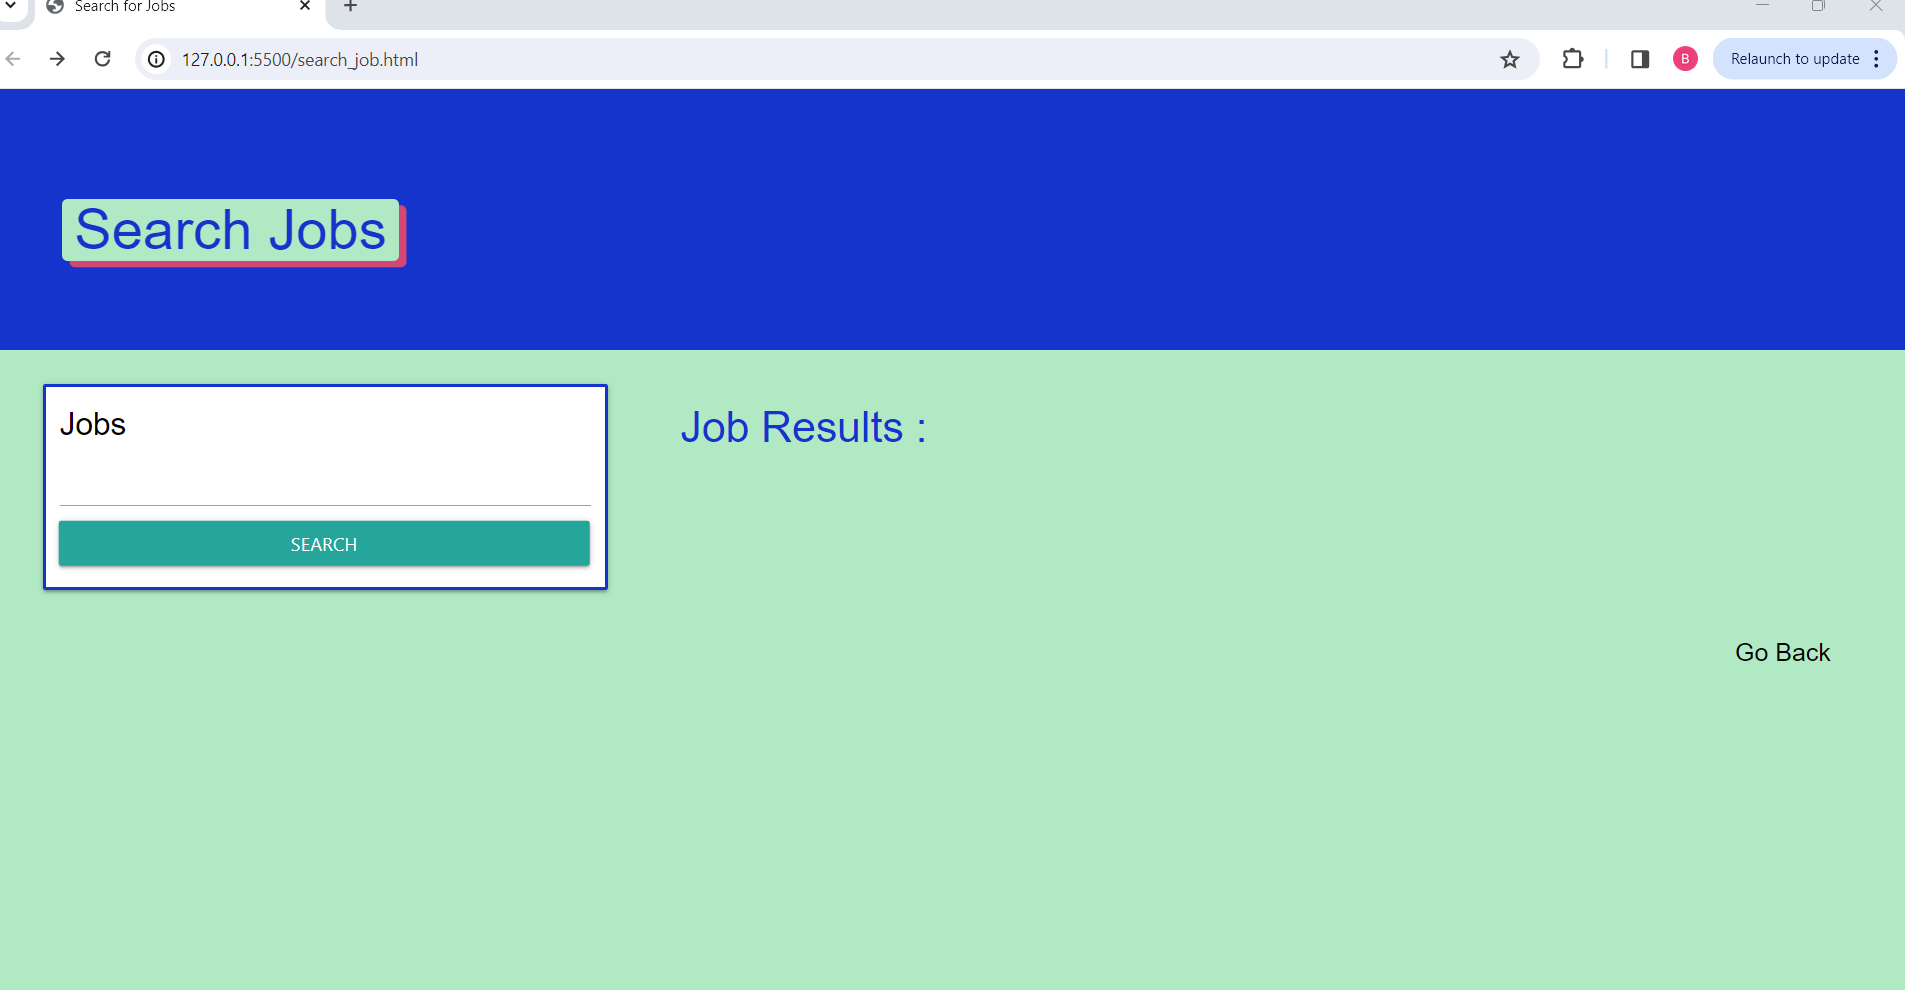 Search for Jobs
127.0.0.1:5500/search_job.html
B
Relaunch to update
Search Jobs
Jobs
Job Results :
SEARCH
Go Back